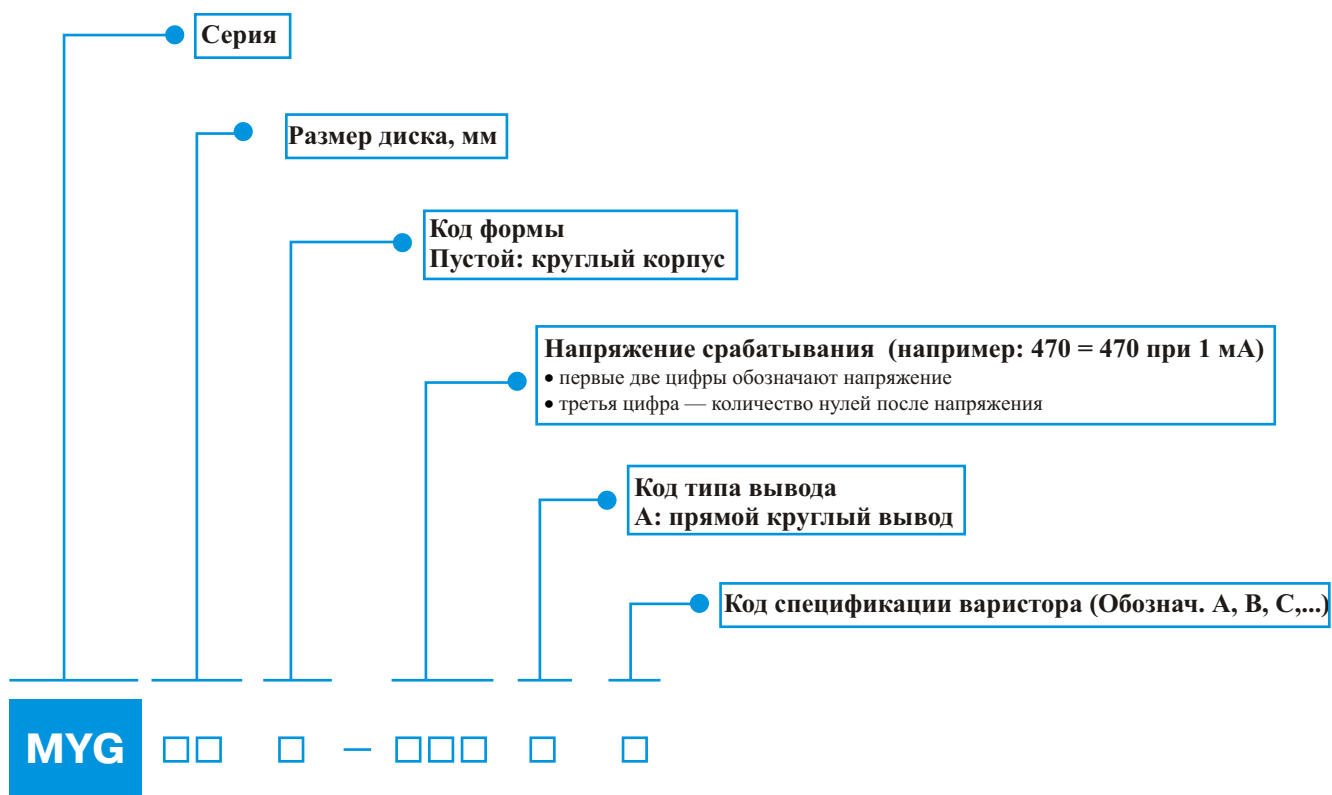 Серия
Размер диска, мм
Код формы
Пустой: круглый корпус
Напряжение срабатывания (например: 470 = 470 при 1 мА)
• первые две цифры обозначают напряжение
• третья цифра — количество нулей после напряжения
Код типа вывода
А: прямой круглый вывод
Код спецификации варистора (Обознач. А, В, С,...)
MYG □□ □ – □□□ □ □